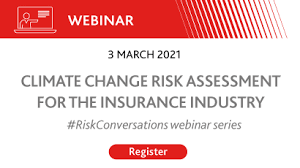 WEBINAR
3 MARCH 2021
CLIMATE CHANGE RISK ASSESSMENT
FOR THE INSURANCE INDUSTRY
#RiskConversations webinar series
Register